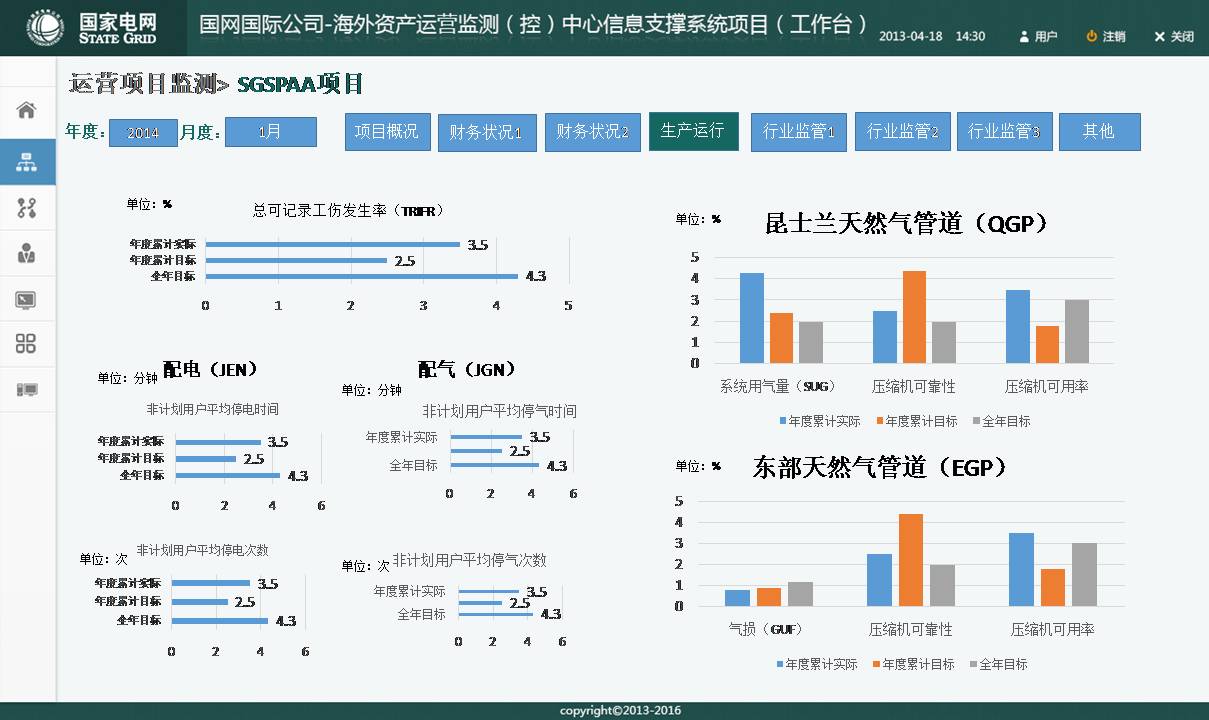 国家电网
STATE GRID
国网国际公司-海外资产运营监测（控）中心信息支撑系统项目（工作台）
2013-04-18 14:30
用户
注销
关闭
运营项目监测> SGSPAA项目
年度： 2014 月度： 1月
项目概况 财务状况1 财务状况2 生产运行 行业监管1 行业监管2 行业监管3 其他
单位：%
总可记录工伤发生率（TRIFR）
年度累计实际 3.5
年度累计目标 2.5
全年目标 4.3
0 1 2 3 4 5
单位：分钟
配电（JEN）
非计划用户平均停电时间
年度累计实际 3.5
年度累计目标 2.5
全年目标 4.3
0 2 4 6
单位：分钟
配气（JGN）
非计划用户平均停气时间
年度累计实际 3.5
2.5
全年目标 4.3
0 2 4 6
单位：次
非计划用户平均停电次数
年度累计实际 3.5
年度累计目标 2.5
全年目标 4.3
0 2 4 6
单位：次
非计划用户平均停气次数
年度累计实际 3.5
2.5
全年目标 4.3
0 2 4 6
单位：%
昆士兰天然气管道（QGP）
5
4
3
2
1
0
系统用气量（SUG） 压缩机可靠性 压缩机可用率
年度累计实际 年度累计目标 全年目标
单位：%
东部天然气管道（EGP）
5
4
3
2
1
0
气损（GUF） 压缩机可靠性 压缩机可用率
年度累计实际 年度累计目标 全年目标
copyright©2013-2016